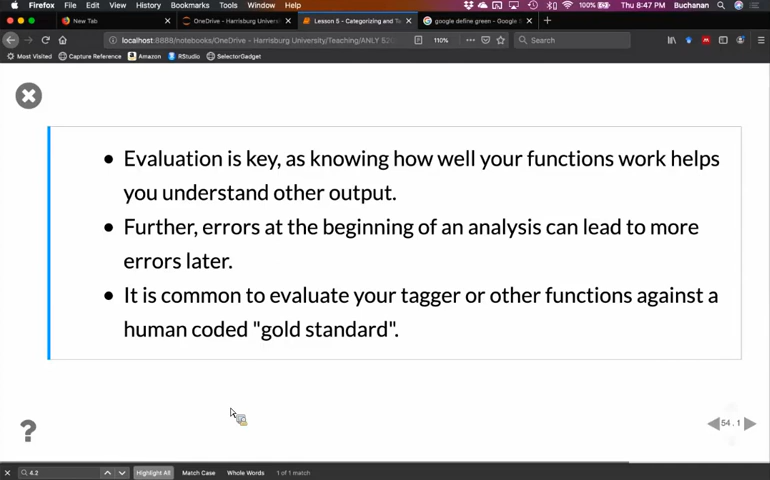 Firefox File Edit View History Bookmarks Tools Window Help 100% Thu 8:47 PM Buchanan
New Tab OneDrive - Harrisburg Universi Lesson 5 - Categorizing and Ta google define green - Google S
localhost:8888/notebooks/OneDrive - Harrisburg University/Teaching/ANLY 52 110% Search
Most Visited Capture Reference Amazon RStudio SelectorGadget
Evaluation is key, as knowing how well your functions work helps
you understand other output.
Further, errors at the beginning of an analysis can lead to more
errors later.
It is common to evaluate your tagger or other functions against a
human coded "gold standard".
?
54.1
4.2 Highlight All Match Case Whole Words 1 of 1 match